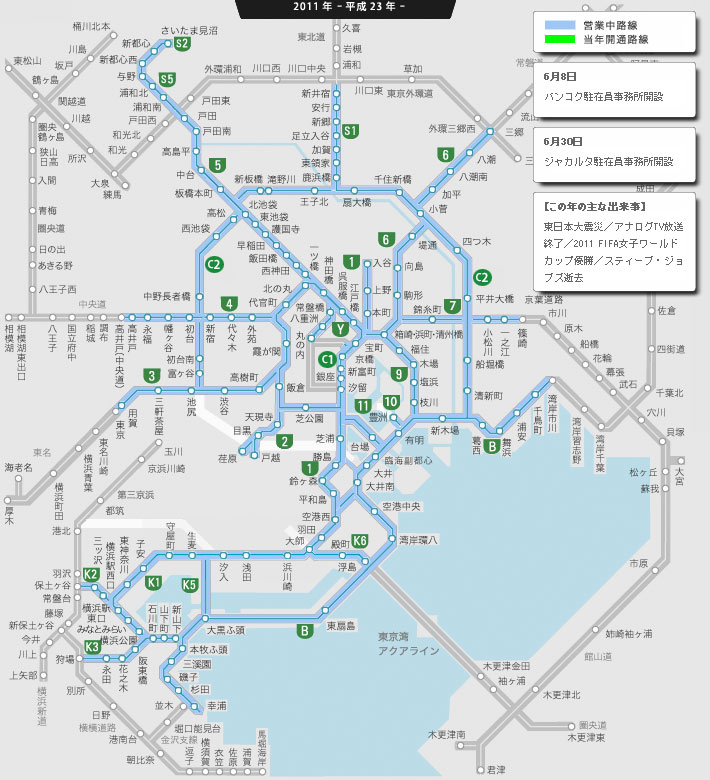 2011年 －平成23年－
営業中路線
当年開通路線
6月8日
バンコク駐在員事務所開設
6月30日
ジャカルタ駐在員事務所開設
【この年の主な出来事】
東日本大震災／アナログTV放送
終了／2011 FIFA女子ワールド
カップ優勝／スティーブ・ジョ
ブズ逝去
桶川北本
さいたま見沼
久喜
東北道
岩槻
浦和
川島
新都心
S2
坂戸
新都心西
東松山
与野
S5
外環浦和
川口西
川口中央
草加
常磐道
鶴ヶ島
浦和北
新井宿
川口東
東京外環道
関越道
浦和南
戸田東
安行
流山
川越
戸田西
戸田
新郷
圏央
鶴ヶ島
和光北
戸田南
足立入谷
S1
外環三郷西
三郷
狭山
日高
所沢
和光
高島平
加賀
6
八潮
東領家
入間
大泉
中台
5
鹿浜橋
八潮南
成田
練馬
板橋本町
新板橋
滝野川
千住新橋
加平
青梅
高松
北池袋
王子北
扇大橋
小菅
圏央道
西池袋
東池袋
護国寺
日の出
早稲田
一ツ橋
神田橋
呉服橋
江戸橋
6
堤通
四つ木
あきる野
C2
飯田橋
1
入谷
向島
C2
西神田
八王子西
中野長者橋
北の丸
上野
駒形
平井大橋
京葉道路
中央道
4
代官町
常盤橋
八重洲
本町
錦糸町
7
市川
佐倉
相模湖
相模湖東出口
八王子
国立府中
稲城
調布
高井戸(中央道)
高井戸
永福
幡ヶ谷
初台
新宿
代々木
外苑
霞が関
丸の内
Y
箱崎・浜町・清洲橋
小松川
一之江
篠崎
原木
船橋
四街道
宝町
福住
初台南
C1
京橋
9
木場
船堀橋
花輪
富ヶ谷
銀座
新富町
塩浜
幕張
3
高樹町
汐留
10
枝川
清新町
武石
千葉北
用賀
三軒茶屋
池尻
渋谷
飯倉
11
豊洲
千鳥町
湾岸市川
穴川
東京
天現寺
芝公園
新木場
葛西
舞浜
浦安
東名
東名川崎
目黒
2
芝浦
有明
B
湾岸習志野
湾岸千葉
貝塚
横浜青葉
玉川
荏原
戸越
勝島
台場
臨海副都心
大宮
海老名
京浜川崎
1
鈴ヶ森
大井
松ヶ丘
横浜町田
第三京浜
平和島
大井南
蘇我
厚木
都筑
空港西
空港中央
港北
守屋町
生麦
羽田
湾岸環八
三ッ沢
横浜駅西口
東神奈川
子安
大師
殿町
K6
市原
羽沢
K2
K1
K5
汐入
浅田
浜川崎
浮島
保土ヶ谷
常盤台
横浜駅
東口
石川町
山下町
新山下
藤塚
みなとみらい
B
東扇島
新保土ヶ谷
横浜公園
大黒ふ頭
姉崎袖ヶ浦
今井
K3
本牧ふ頭
東京湾
アクアライン
館山道
川上
狩場
永田
花之木
阪東橋
三渓園
木更津金田
上矢部
磯子
袖ヶ浦
横浜新道
別所
杉田
木更津北
日野
並木
幸浦
圏央道
横横道路
堀口能見台
木更津東
港南台
金沢支線
木更津南
朝比奈
逗子
横須賀
衣笠
佐原
浦賀
馬堀海岸
君津